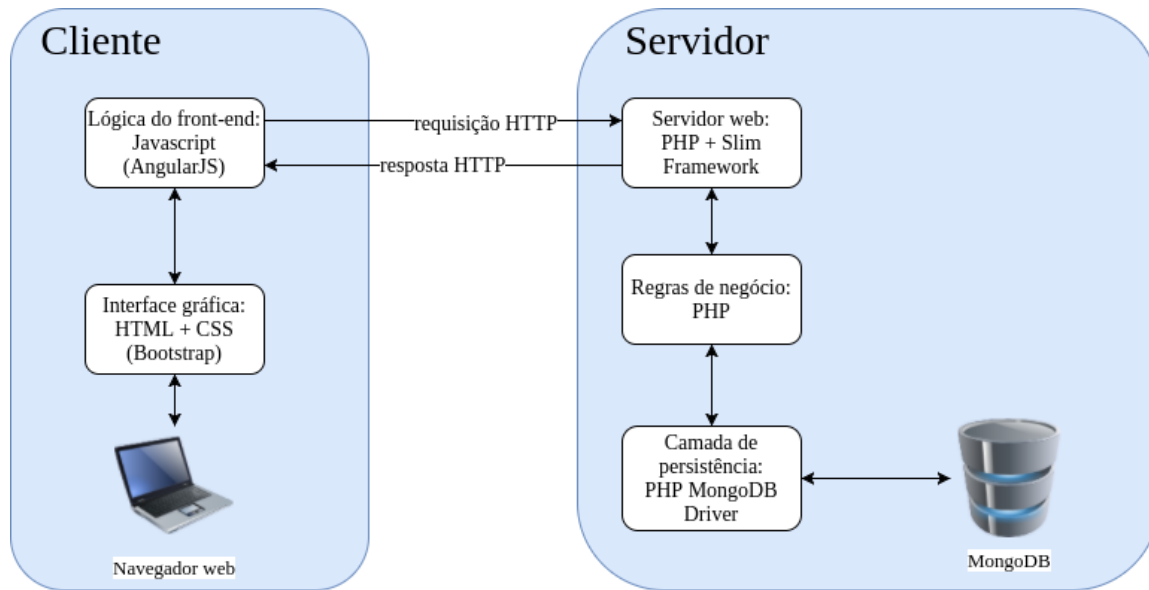 Cliente
Servidor
Lógica do front-end:
Javascript
(AngularJS)
requisição HTTP
resposta HTTP
Servidor web:
PHP + Slim
Framework
Interface gráfica:
HTML + CSS
(Bootstrap)
Regras de negócio:
PHP
Camada de
persistência:
PHP MongoDB
Driver
Navegador web
MongoDB